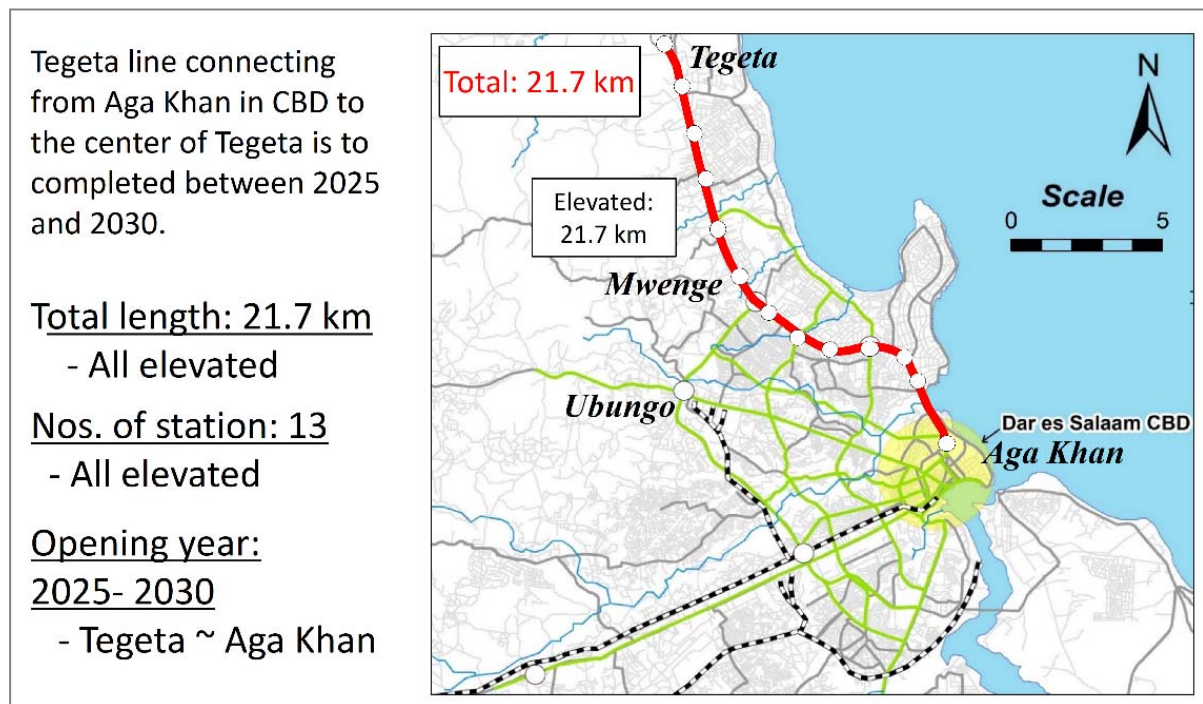 Tegeta line connecting
from Aga Khan in CBD to
the center of Tegeta is to
completed between 2025
and 2030.
Total length: 21.7 km
- All elevated
Nos. of station: 13
- All elevated
Opening year:
2025- 2030
- Tegeta ~ Aga Khan
Total: 21.7 km
Tegeta
N
Elevated:
21.7 km
Scale
0 5
Mwenge
Ubungo
Dar es Salaam CBD
Aga Khan